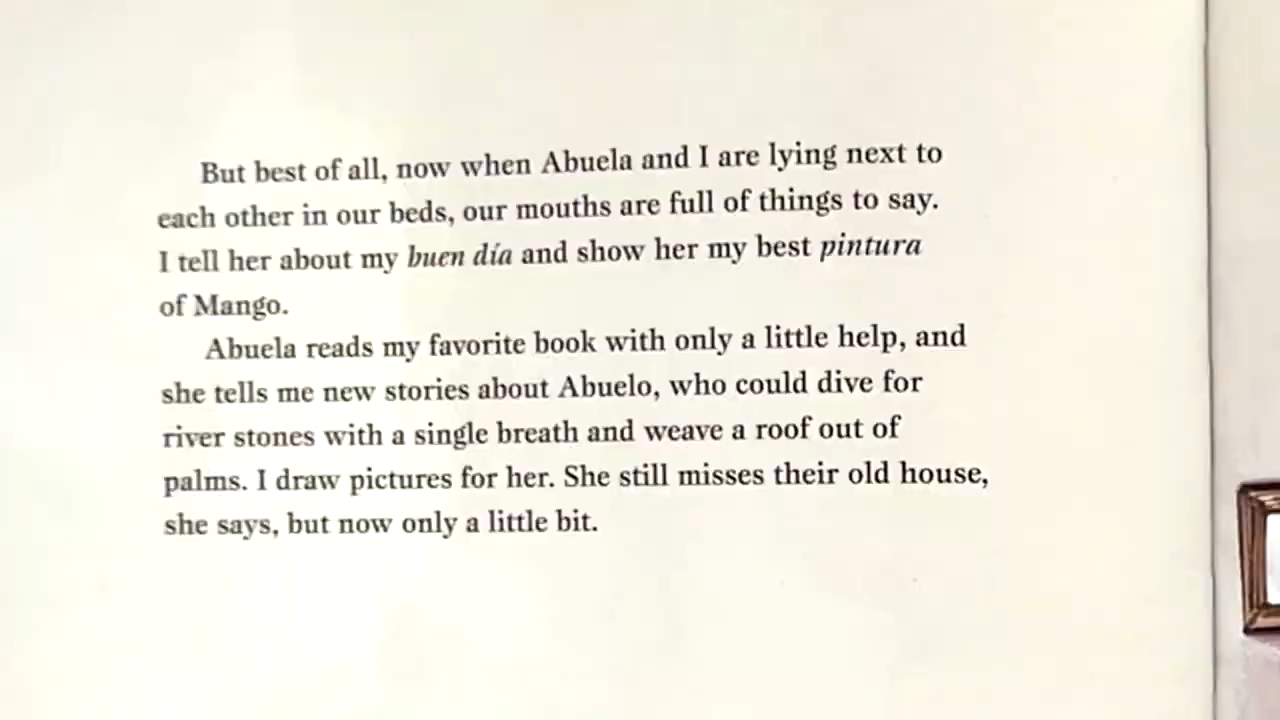 But best of all, now when Abuela and I are lying next to
each other in our beds, our mouths are full of things to say.
I tell her about my buen día and show her my best pintura
of Mango.
Abuela reads my favorite book with only a little help, and
she tells me new stories about Abuelo, who could dive for
river stones with a single breath and weave a roof out of
palms. I draw pictures for her. She still misses their old house,
she says, but now only a little bit.